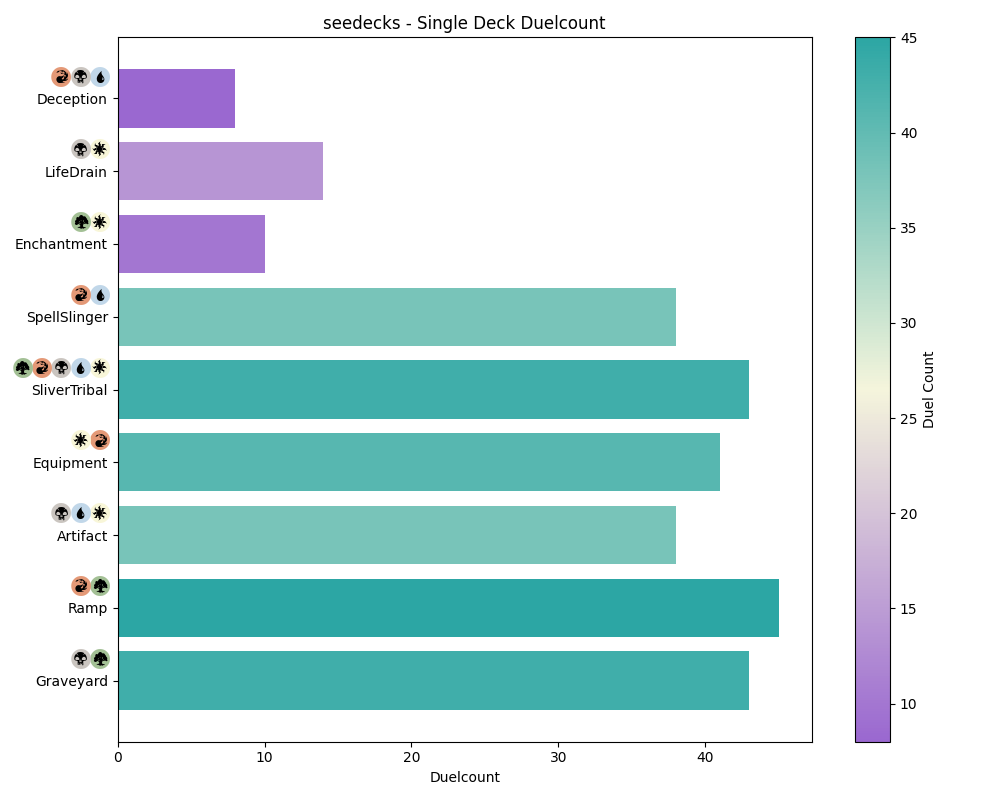 seedecks - Single Deck Duelcount
Deception
LifeDrain
Enchantment
SpellSlinger
SliverTribal
Equipment
Artifact
Ramp
Graveyard
0 10 20 30 40
Duelcount
45
40
35
30
25
20
15
10
Duel Count